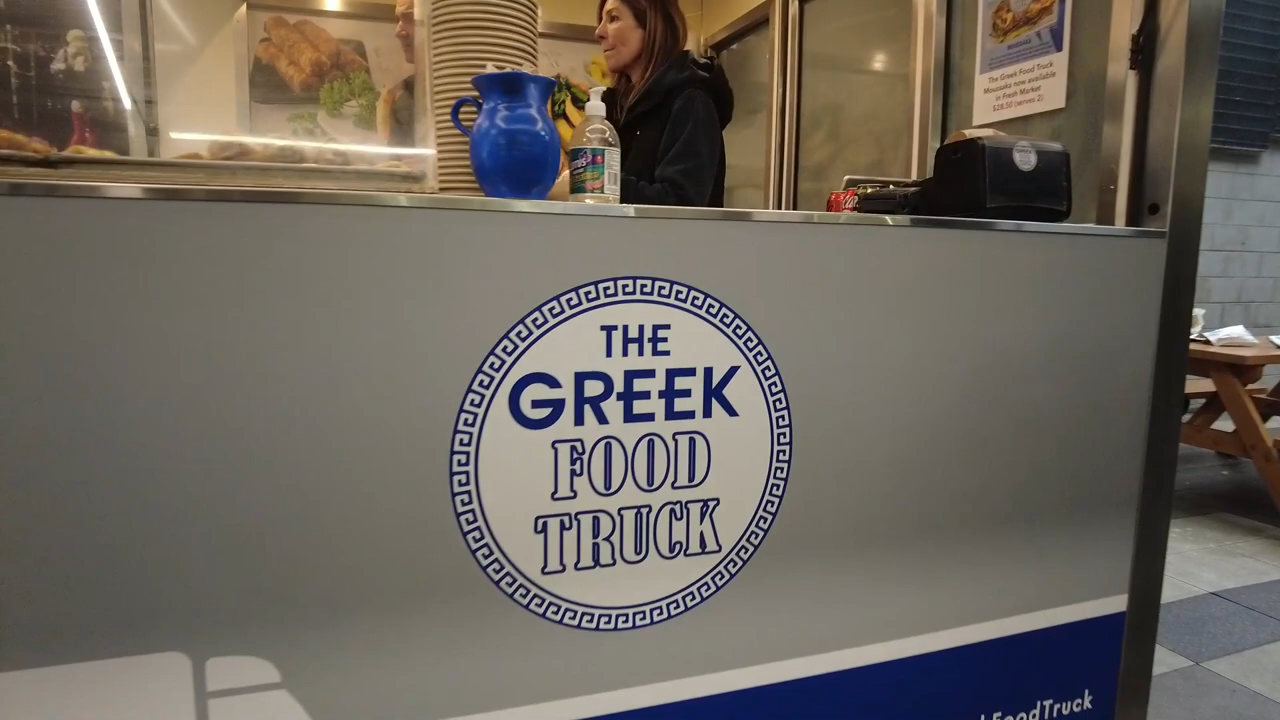 The Greek Food Truck
Moussaka now available
in Fresh Market
$28.50 (serves 2)
THE
GREEK
FOOD
TRUCK
FoodTruck